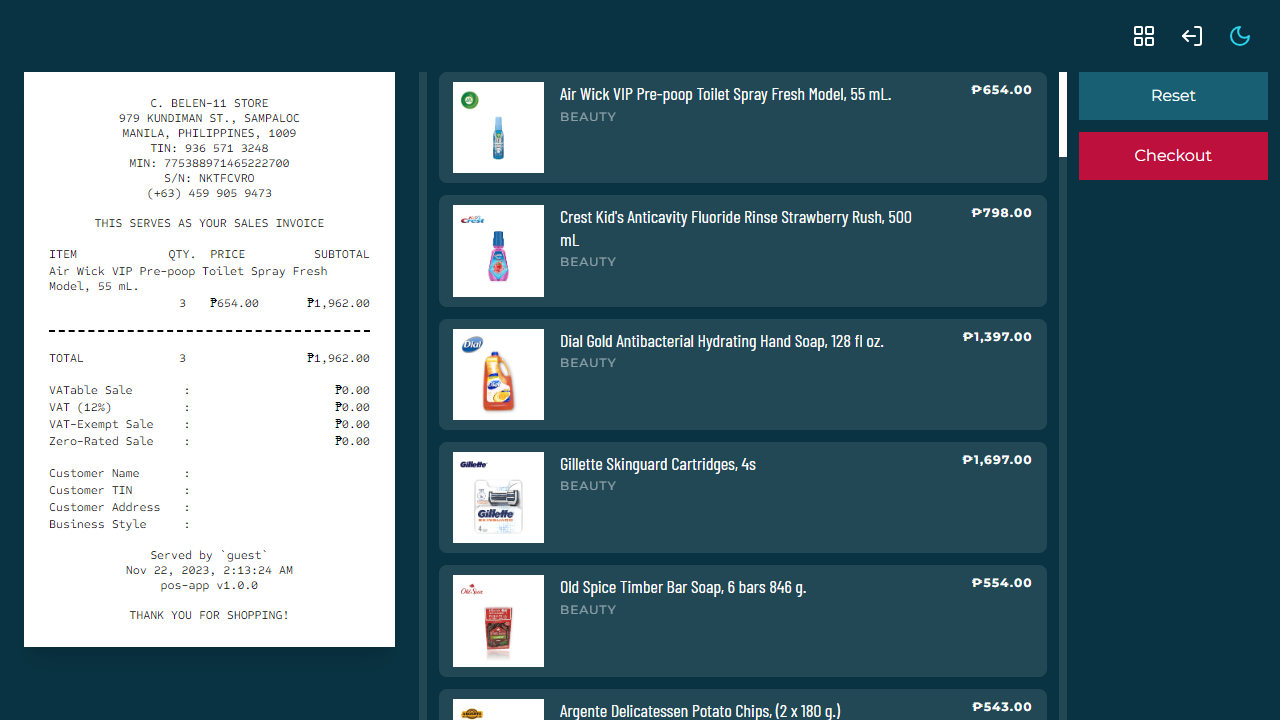 C. BELEN-11 STORE
979 KUNDIMAN ST., SAMPALOC
MANILA, PHILIPPINES, 1009
TIN: 936 571 3248
MIN: 775388971465222700
S/N: NKTFCVRO
(+63) 459 905 9473
THIS SERVES AS YOUR SALES INVOICE
ITEM QTY. PRICE SUBTOTAL
Air Wick VIP Pre-poop Toilet Spray Fresh
Model, 55 mL.
3 ₱654.00 ₱1,962.00
TOTAL 3 ₱1,962.00
VATable Sale : ₱0.00
VAT (12%) : ₱0.00
VAT-Exempt Sale : ₱0.00
Zero-Rated Sale : ₱0.00
Customer Name :
Customer TIN :
Customer Address :
Business Style :
Served by `guest`
Nov 22, 2023, 2:13:24 AM
pos-app v1.0.0
THANK YOU FOR SHOPPING!
Air Wick VIP Pre-poop Toilet Spray Fresh Model, 55 mL. ₱654.00
BEAUTY
Crest Kid's Anticavity Fluoride Rinse Strawberry Rush, 500 ₱798.00
mL
BEAUTY
Crest
Dial Gold Antibacterial Hydrating Hand Soap, 128 fl oz. ₱1,397.00
BEAUTY
Dial
Gillette Skinguard Cartridges, 4s ₱1,697.00
BEAUTY
Gillette
Gillette
4
Old Spice Timber Bar Soap, 6 bars 846 g. ₱554.00
BEAUTY
Old Spice
Argente Delicatessen Potato Chips, (2 x 180 g.) ₱543.00
Reset
Checkout